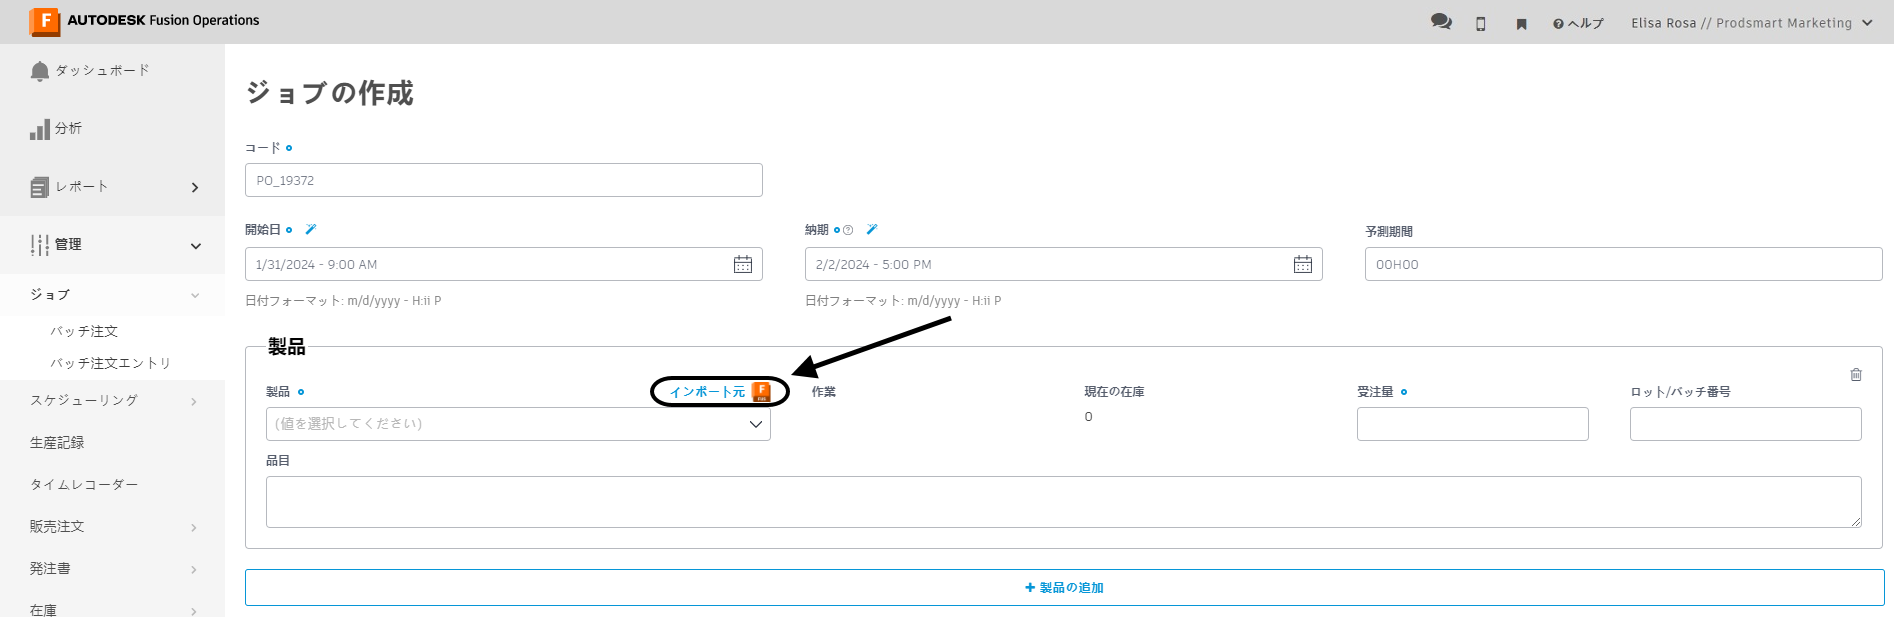 AUTODESK Fusion Operations
ヘルプ
Elisa Rosa // Prodsmart Marketing
ダッシュボード
分析
レポート
管理
ジョブ
バッチ注文
バッチ注文エントリ
スケジューリング
生産記録
タイムレコーダー
販売注文
発注書
在庫
ジョブの作成
コード
PO_19372
開始日
1/31/2024 - 9:00 AM
日付フォーマット: m/d/yyyy - H:ii P
納期
2/2/2024 - 5:00 PM
日付フォーマット: m/d/yyyy - H:ii P
予測期間
00H00
製品
製品
インポート元
(値を選択してください)
作業
現在の在庫
0
受注量
ロット/バッチ番号
品目
+ 製品の追加